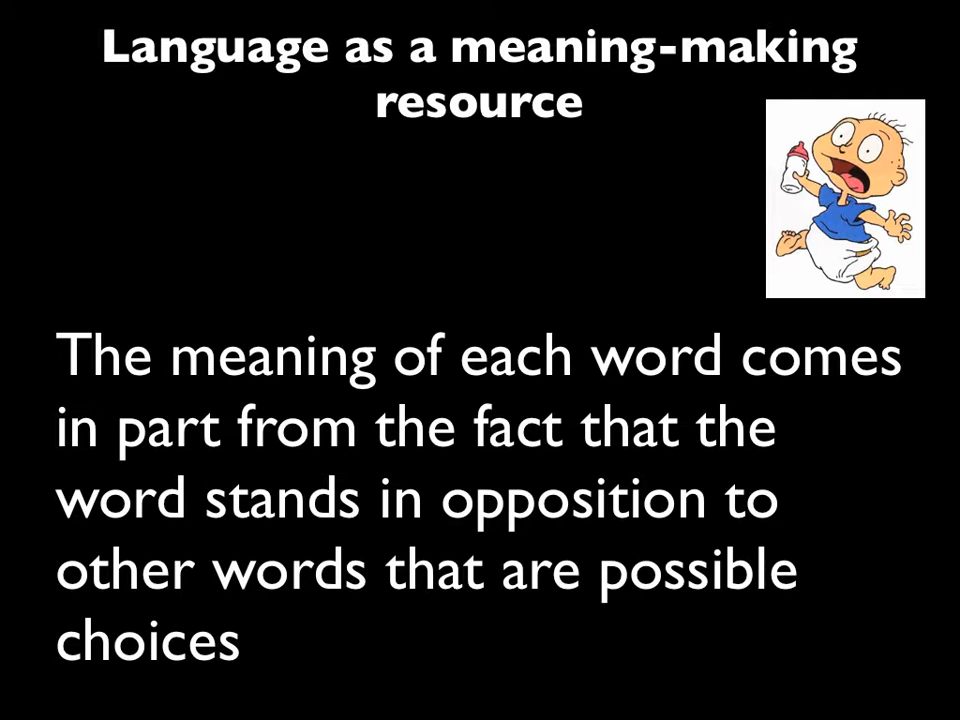 Language as a meaning-making
resource
The meaning of each word comes
in part from the fact that the
word stands in opposition to
other words that are possible
choices